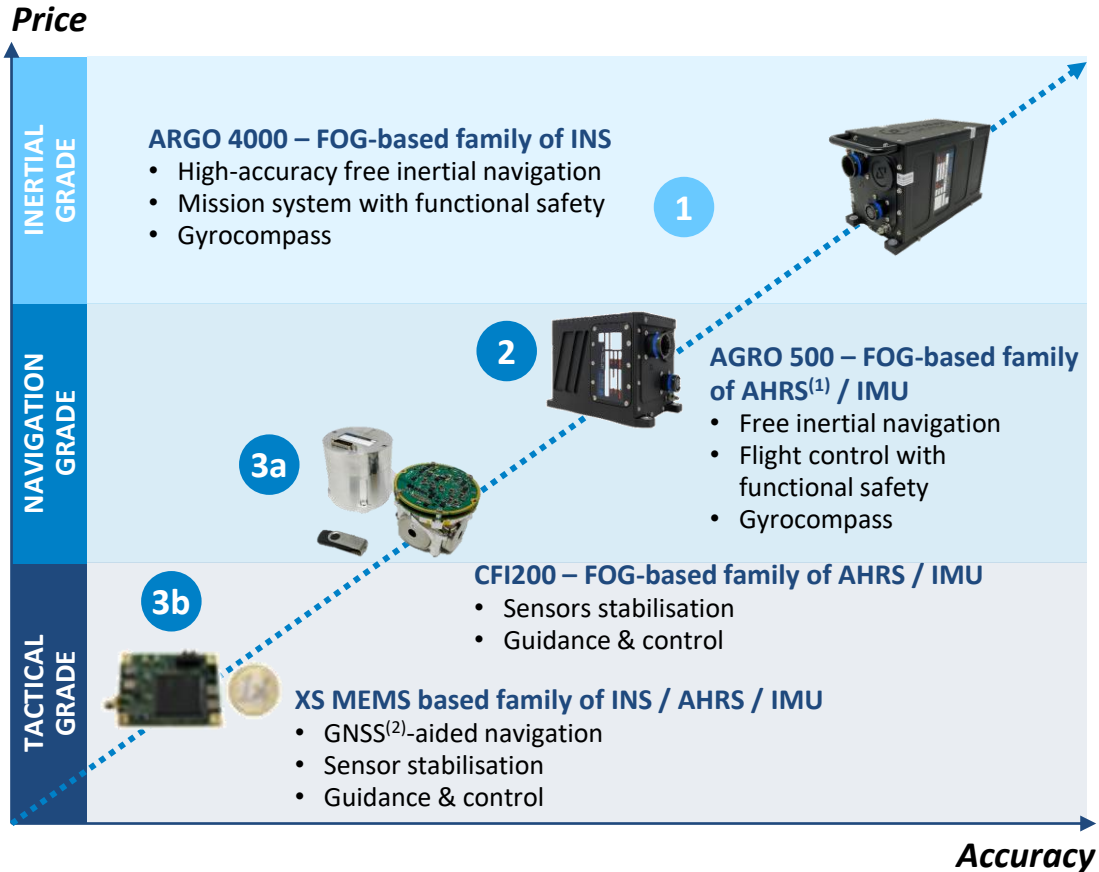 Price
INERTIAL
GRADE
ARGO 4000 – FOG-based family of INS
• High-accuracy free inertial navigation
• Mission system with functional safety
• Gyrocompass
1
NAVIGATION
GRADE
2
AGRO 500 – FOG-based family
of AHRS(1) / IMU
• Free inertial navigation
• Flight control with
functional safety
• Gyrocompass
3a
TACTICAL
GRADE
CFI200 – FOG-based family of AHRS / IMU
• Sensors stabilisation
• Guidance & control
3b
XS MEMS based family of INS / AHRS / IMU
• GNSS(2)-aided navigation
• Sensor stabilisation
• Guidance & control
Accuracy